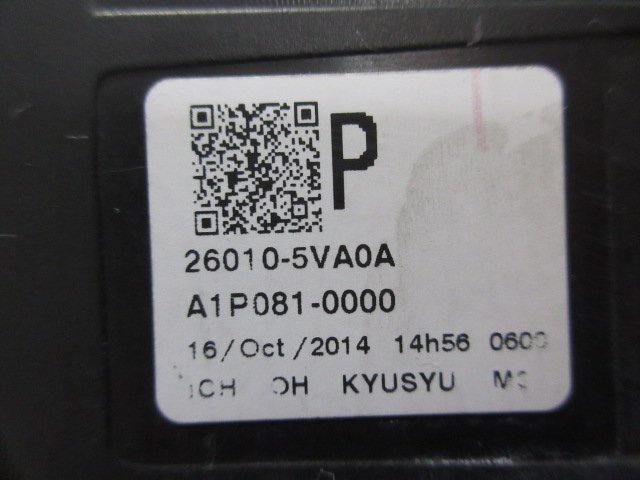 P
26010-5VA0A
A1P081-0000
16/Oct/2014 14h56
KYUSYU